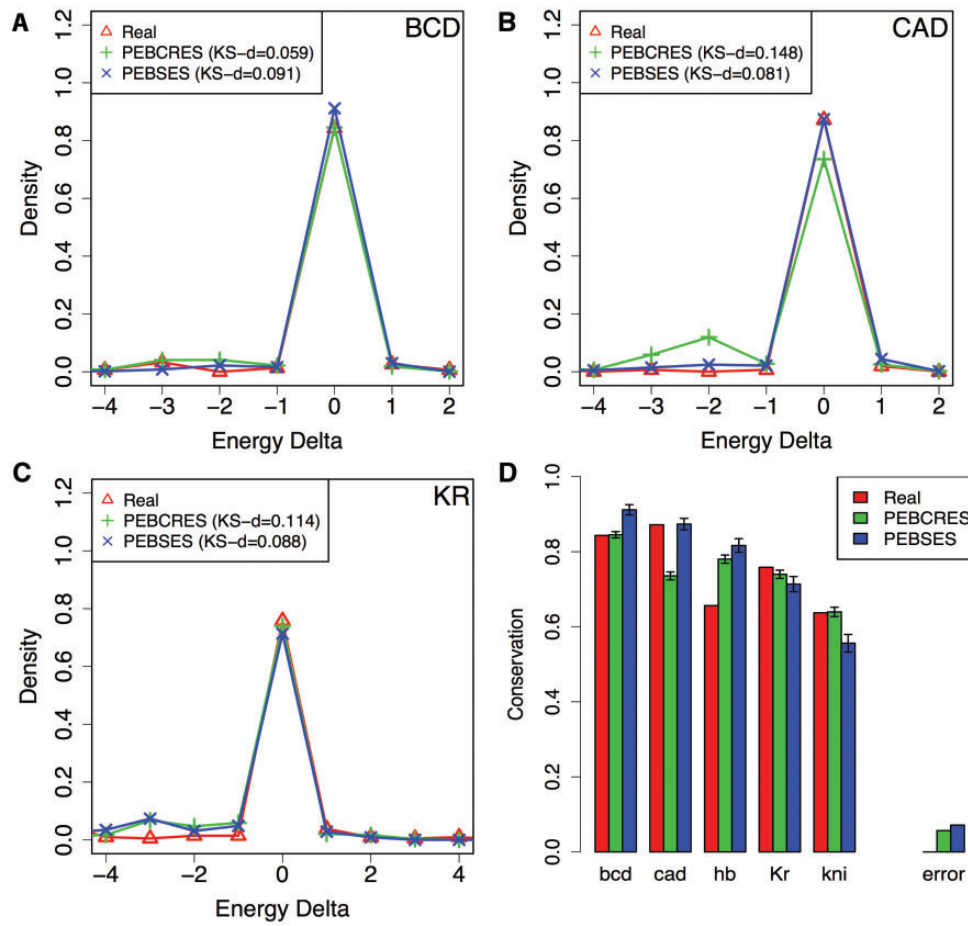 A
BCD
Real
PEBCRES (KS-d=0.059)
PEBSES (KS-d=0.091)
Density
0.0 0.2 0.4 0.6 0.8 1.0 1.2
-4 -3 -2 -1 0 1 2
Energy Delta
B
CAD
Real
PEBCRES (KS-d=0.148)
PEBSES (KS-d=0.081)
Density
0.0 0.2 0.4 0.6 0.8 1.0 1.2
-4 -3 -2 -1 0 1 2
Energy Delta
C
KR
Real
PEBCRES (KS-d=0.114)
PEBSES (KS-d=0.088)
Density
0.0 0.2 0.4 0.6 0.8 1.0 1.2
-4 -2 0 2 4
Energy Delta
D
Real
PEBCRES
PEBSES
Conservation
0.0 0.2 0.4 0.6 0.8 1.0
bcd cad hb Kr kni error